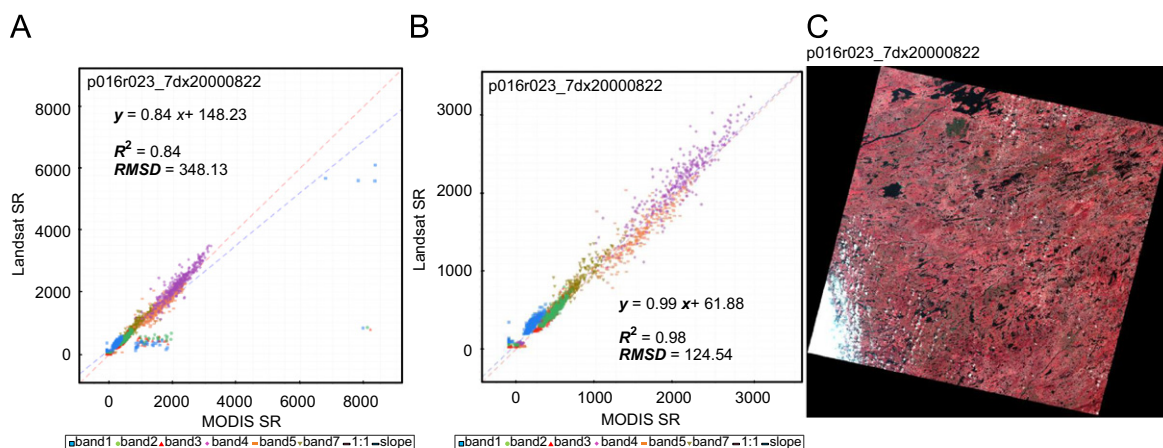 A
B
C
p016r023_7dx20000822
p016r023_7dx20000822
y = 0.84 x+ 148.23
R² = 0.84
RMSD = 348.13
8000
6000
4000
2000
0
Landsat SR
0 2000 4000 6000 8000
MODIS SR
band1 band2 band3 band4 band5 band7 1:1 slope
p016r023_7dx20000822
3000
2000
1000
0
Landsat SR
y = 0.99 x+ 61.88
R² = 0.98
RMSD = 124.54
0 1000 2000 3000
MODIS SR
band1 band2 band3 band4 band5 band7 1:1 slope